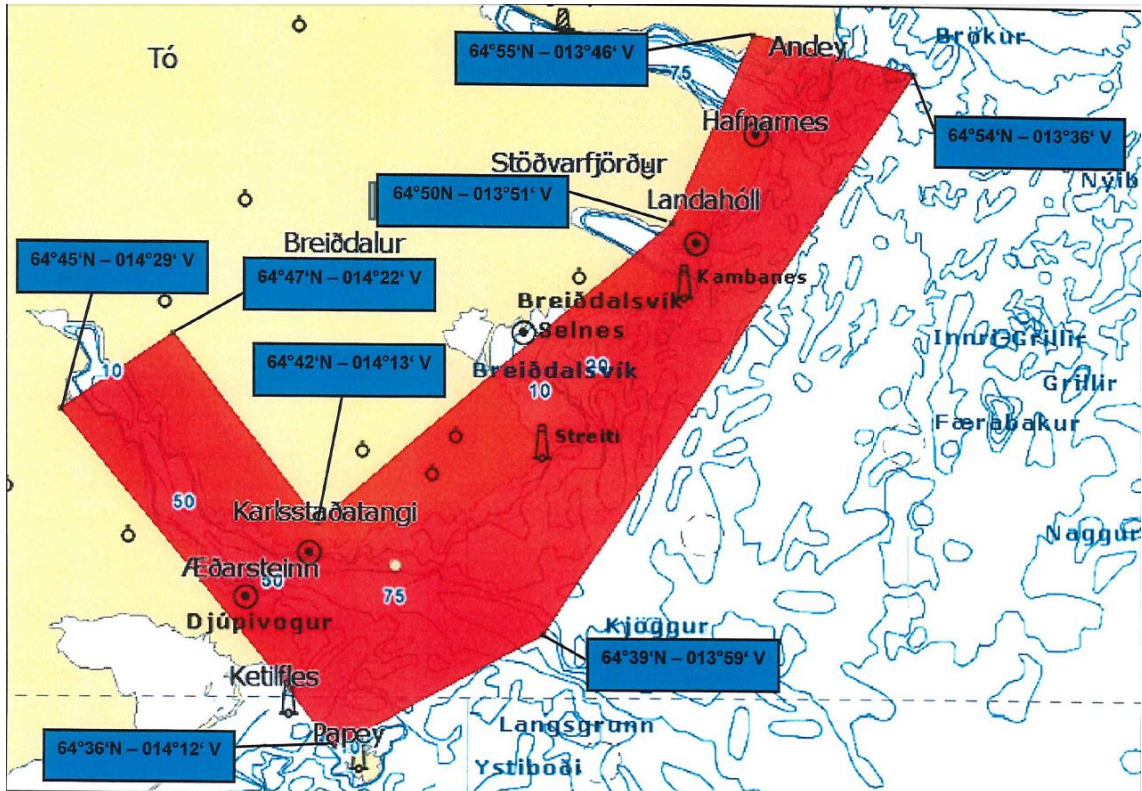 64°55‘N – 013°46‘ V
Andey
Brökur
Tó
75
Hafnarnes
64°54‘N – 013°36‘ V
Stöðvarfjörður
Nýib
64°50N – 013°51‘ V
Landahóll
Breiðdalur
64°45‘N – 014°29‘ V
64°47‘N – 014°22‘ V
Kambanes
Breiðdalsvík
Selnes
Innri-Grillir
64°42‘N – 014°13‘ V
10
Breiðdalsvík
20
10
Grillir
Færabakur
Streiti
50
Karlsstaðatangi
Naggur
Æðarsteinn
50
75
Djúpivogur
Kjöggur
64°39‘N – 013°59‘ V
Ketilfles
Langsgrunn
Papey
64°36‘N – 014°12‘ V
10
Ystiboði